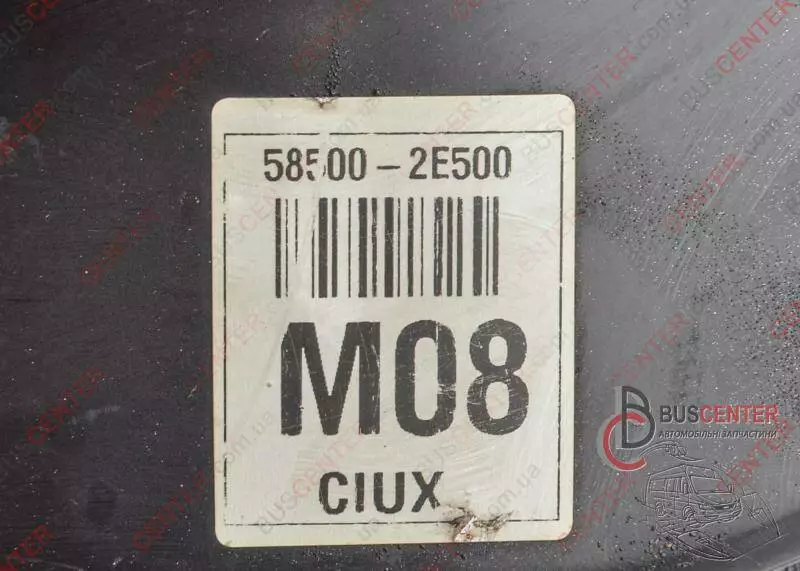 58500-2E500
M08
CIUX
BUSCENTER
АВТОМОБІЛЬНІ ЗАПЧАСТИНИ